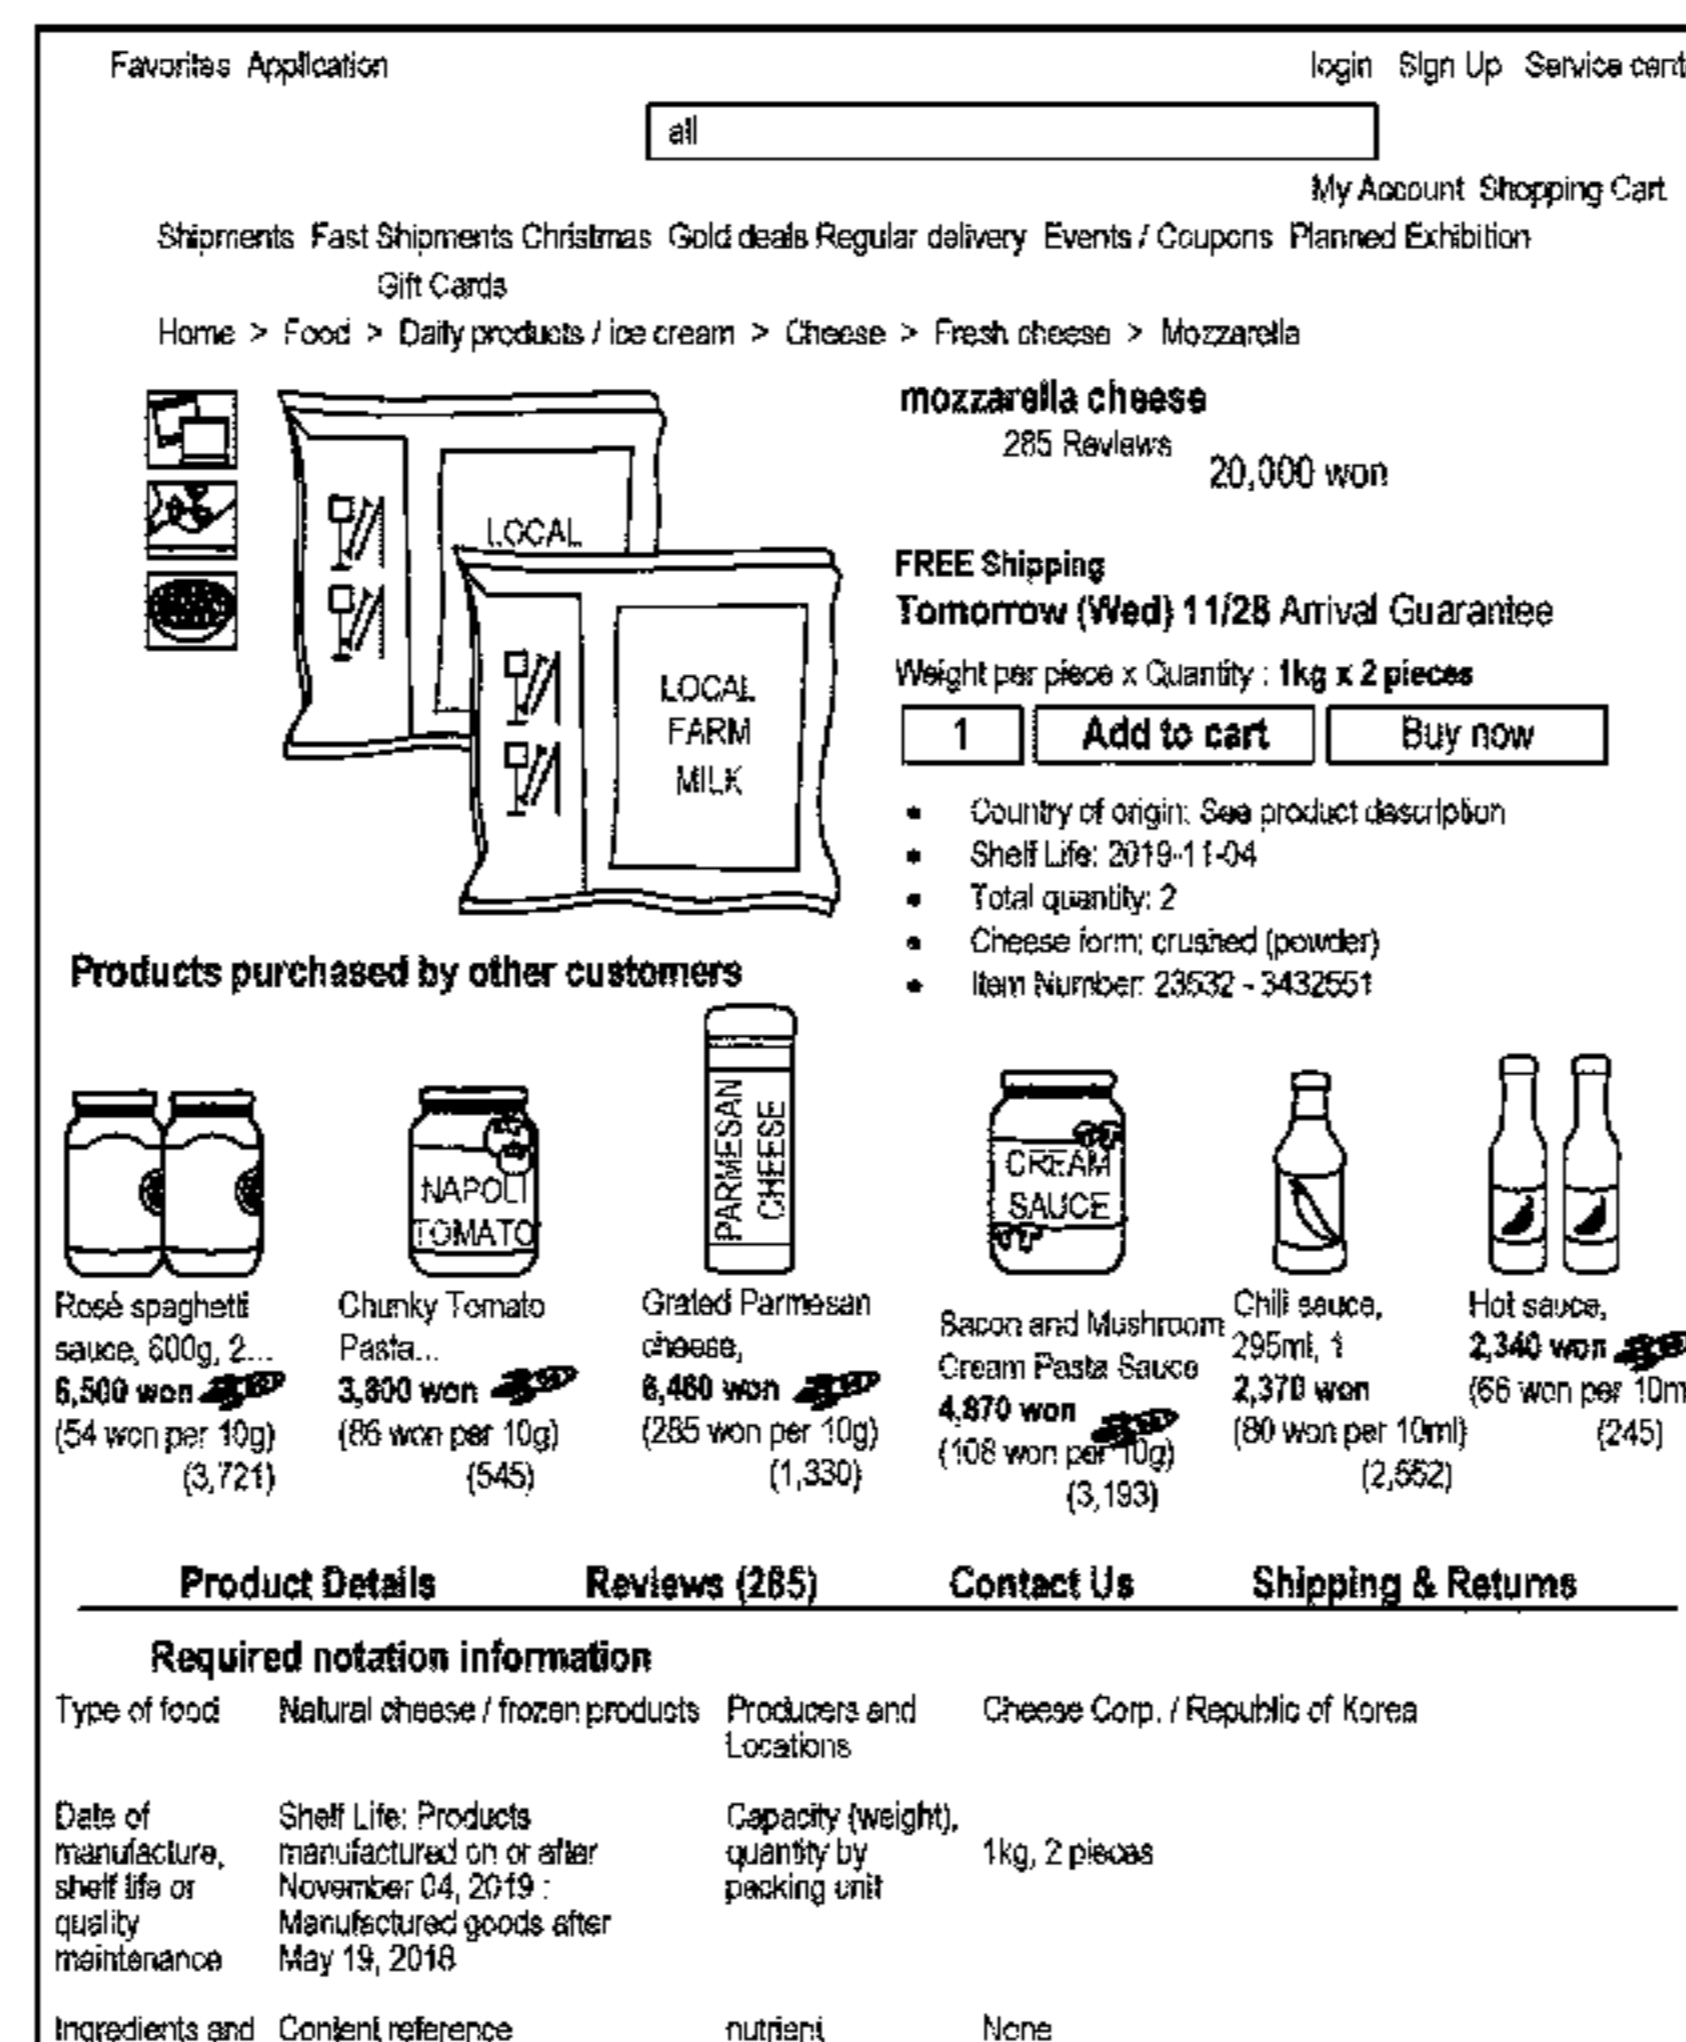 Favorites Application
login Sign Up Service cent
all
My Account Shopping Cart
Shipments Fast Shipments Christmas Gold deals Regular delivery Events / Coupons Planned Exhibition
Gift Cards
Home > Food > Daily products / ice cream > Cheese > Fresh cheese > Mozzarella
mozzarella cheese
285 Reviews
20,000 won
LOCAL
LOCAL
FARM
MILK
FREE Shipping
Tomorrow (Wed) 11/28 Arrival Guarantee
Weight per piece x Quantity : 1kg x 2 pieces
1 Add to cart Buy now
• Country of origin: See product description
• Shelf Life: 2019-11-04
• Total quantity: 2
• Cheese form: crushed (powder)
• Item Number: 23532 - 3432551
Products purchased by other customers
NAPOLI
TOMATO
PARMESAN
CHEESE
CREAM
SAUCE
Rosé spaghetti
sauce, 600g, 2...
6,500 won
(54 won per 10g)
(3,721)
Chunky Tomato
Pasta...
3,800 won
(86 won per 10g)
(545)
Grated Parmesan
cheese,
6,460 won
(285 won per 10g)
(1,330)
Bacon and Mushroom
Cream Pasta Sauce
4,870 won
(108 won per 10g)
(3,193)
Chili sauce,
295ml, 1
2,370 won
(80 won per 10ml)
(2,552)
Hot sauce,
2,340 won
(66 won per 10m
(245)
Product Details Reviews (285) Contact Us Shipping & Returns
Required notation information
Type of food Natural cheese / frozen products Producers and Cheese Corp. / Republic of Korea
Locations
Date of Shelf Life: Products Capacity (weight),
manufacture, manufactured on or after quantity by 1kg, 2 pieces
shelf life or November 04, 2019 : packing unit
quality Manufactured goods after
maintenance May 19, 2018
Ingredients and Content reference nutrient None